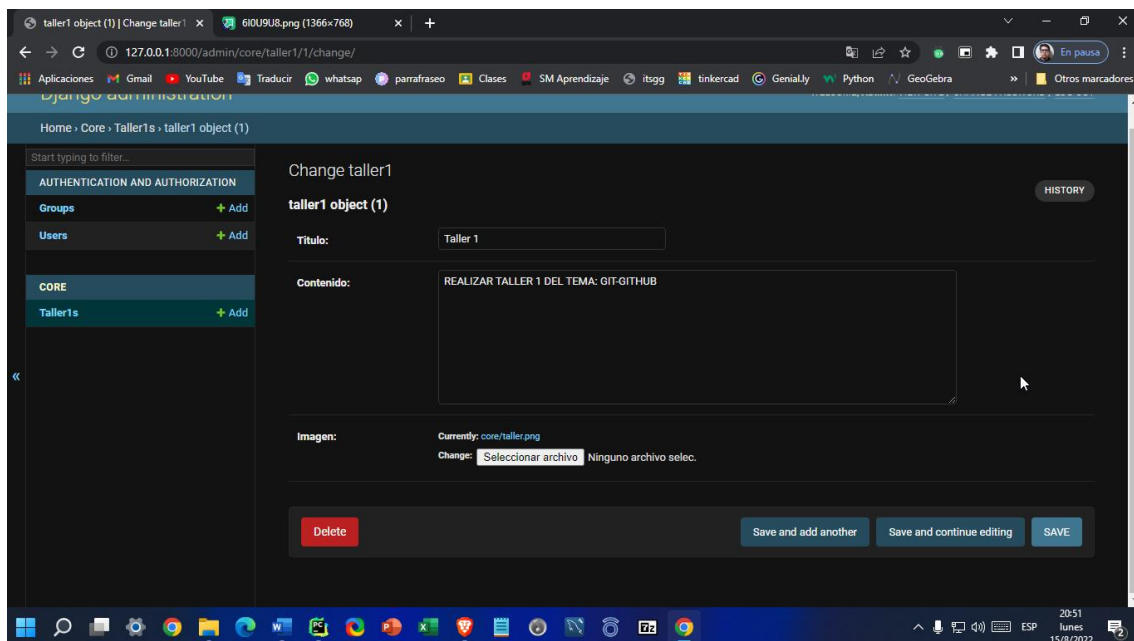 taller1 object (1) | Change taller1
6I0U9U8.png (1366×768)
127.0.0.1:8000/admin/core/taller1/1/change/
En pausa
Aplicaciones Gmail YouTube Traducir whatsap parrafraseo Clases SM Aprendizaje itsgg tinkercad Genial.ly Python GeoGebra » Otros marcadores
Django administration
Home › Core › Taller1s › taller1 object (1)
Start typing to filter...
AUTHENTICATION AND AUTHORIZATION
Groups + Add
Users + Add
CORE
Taller1s + Add
«
Change taller1
HISTORY
taller1 object (1)
Titulo: Taller 1
Contenido: REALIZAR TALLER 1 DEL TEMA: GIT-GITHUB
Imagen: Currently: core/taller.png
Change: Seleccionar archivo Ninguno archivo selec.
Delete Save and add another Save and continue editing SAVE
ESP
20:51
lunes
15/8/2022